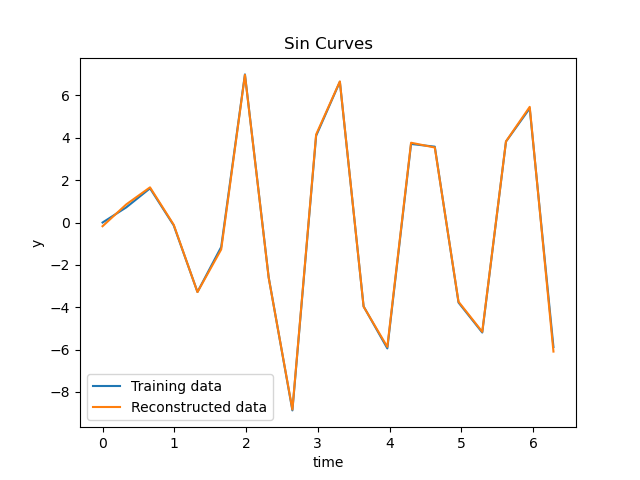 Sin Curves
y
6
4
2
0
−2
−4
−6
−8
Training data
Reconstructed data
0 1 2 3 4 5 6
time